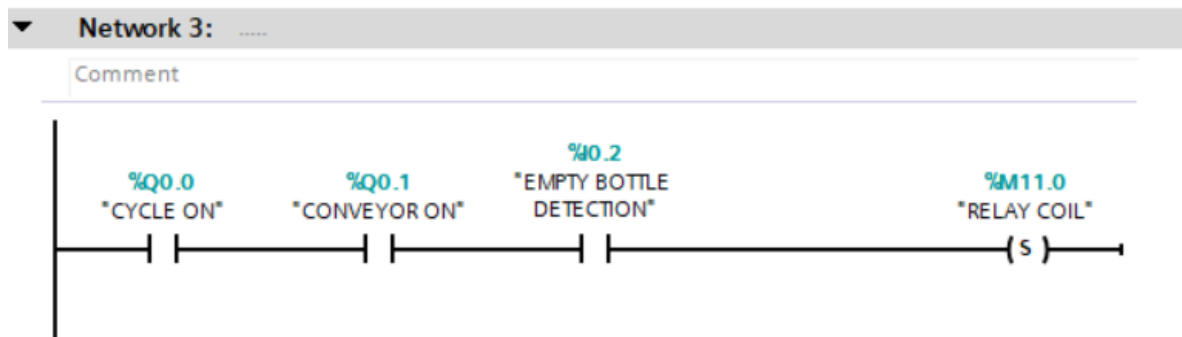 Network 3: .....
Comment
%I0.2
%Q0.0 %Q0.1 "EMPTY BOTTLE %M11.0
"CYCLE ON" "CONVEYOR ON" DETECTION" "RELAY COIL"
S